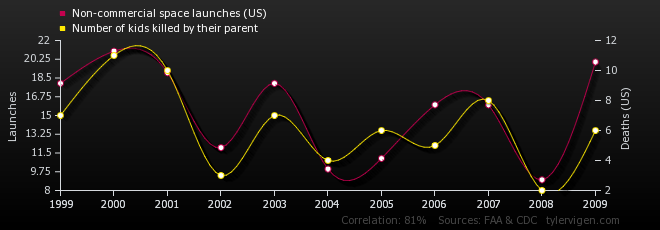 Non-commercial space launches (US)
Number of kids killed by their parent
22
20.25
18.5
16.75
15
13.25
11.5
9.75
8
Launches
12
10
8
6
4
2
Deaths (US)
1999 2000 2001 2002 2003 2004 2005 2006 2007 2008 2009
Correlation: 81% Sources: FAA & CDC tylervigen.com